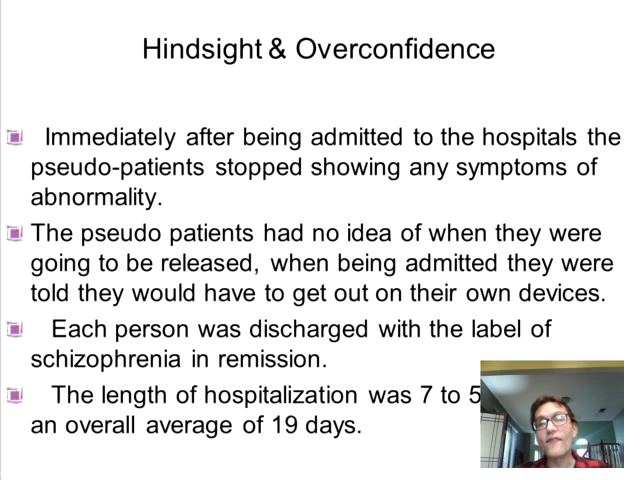 Hindsight & Overconfidence
Immediately after being admitted to the hospitals the
pseudo-patients stopped showing any symptoms of
abnormality.
The pseudo patients had no idea of when they were
going to be released, when being admitted they were
told they would have to get out on their own devices.
Each person was discharged with the label of
schizophrenia in remission.
The length of hospitalization was 7 to 5
an overall average of 19 days.